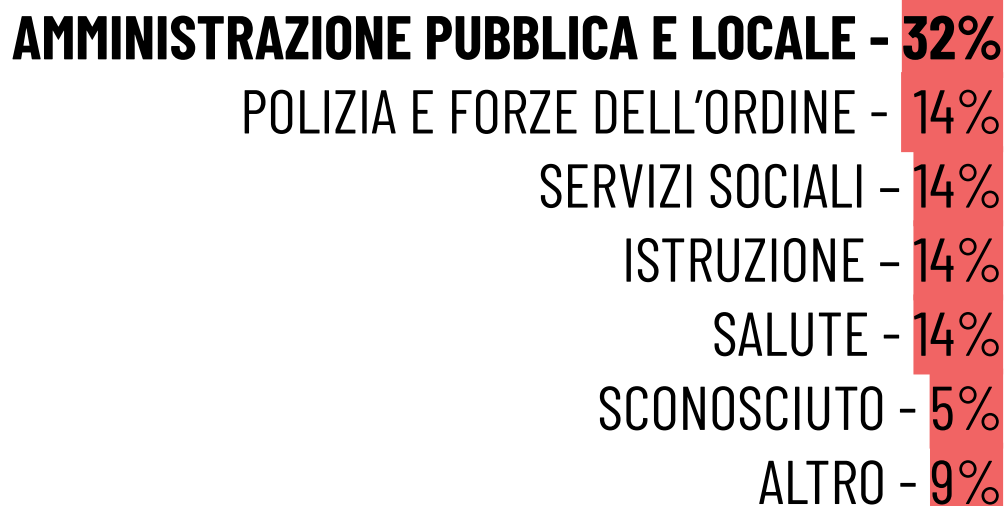 AMMINISTRAZIONE PUBBLICA E LOCALE - 32%
POLIZIA E FORZE DELL’ORDINE - 14%
SERVIZI SOCIALI – 14%
ISTRUZIONE – 14%
SALUTE - 14%
SCONOSCIUTO - 5%
ALTRO - 9%